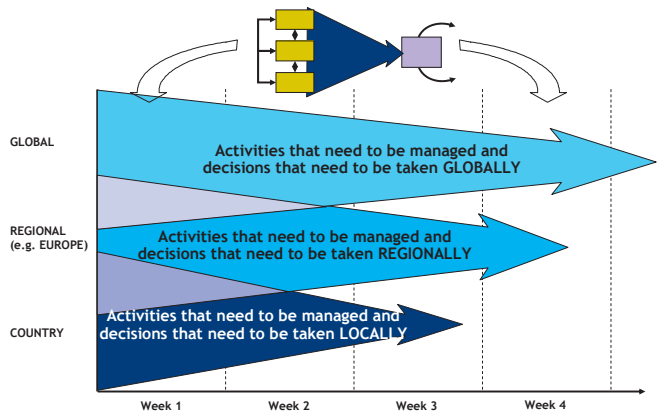 GLOBAL
Activities that need to be managed and
decisions that need to be taken GLOBALLY
REGIONAL
(e.g. EUROPE)
Activities that need to be managed and
decisions that need to be taken REGIONALLY
Activities that need to be managed and
decisions that need to be taken LOCALLY
COUNTRY
Week 1
Week 2
Week 3
Week 4